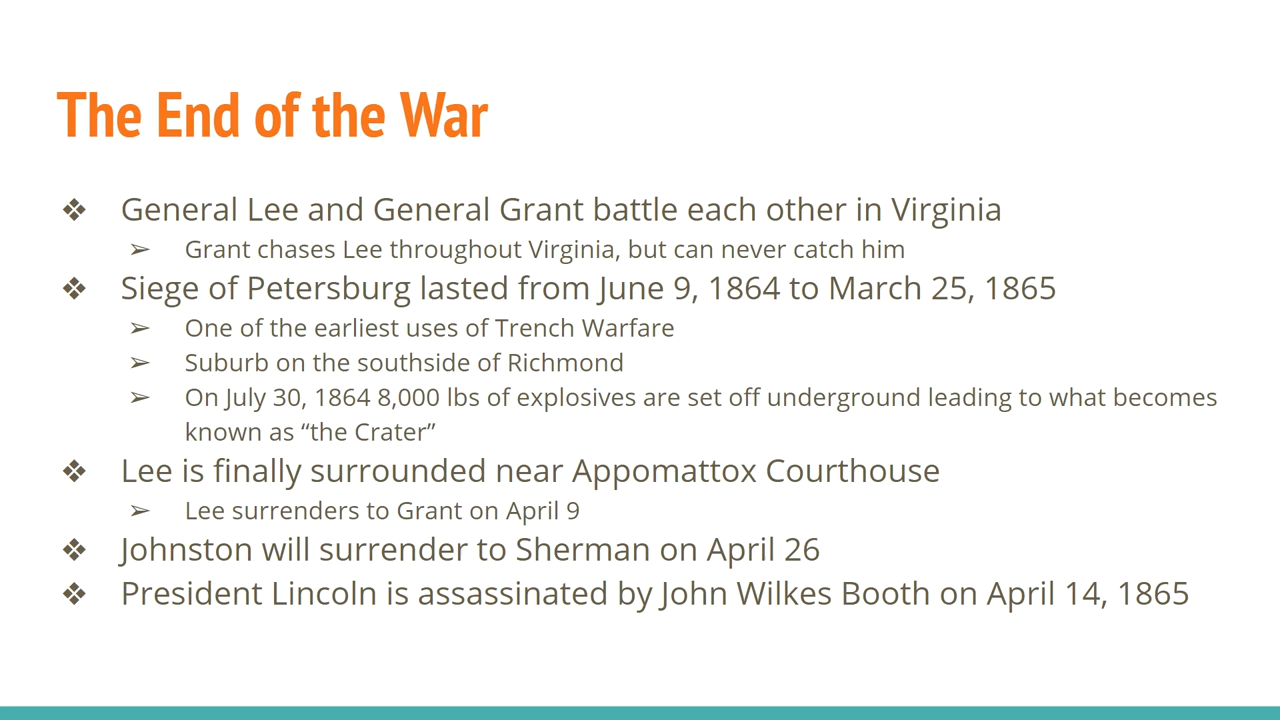 The End of the War
❖ General Lee and General Grant battle each other in Virginia
➢ Grant chases Lee throughout Virginia, but can never catch him
❖ Siege of Petersburg lasted from June 9, 1864 to March 25, 1865
➢ One of the earliest uses of Trench Warfare
➢ Suburb on the southside of Richmond
➢ On July 30, 1864 8,000 lbs of explosives are set off underground leading to what becomes
known as “the Crater”
❖ Lee is finally surrounded near Appomattox Courthouse
➢ Lee surrenders to Grant on April 9
❖ Johnston will surrender to Sherman on April 26
❖ President Lincoln is assassinated by John Wilkes Booth on April 14, 1865